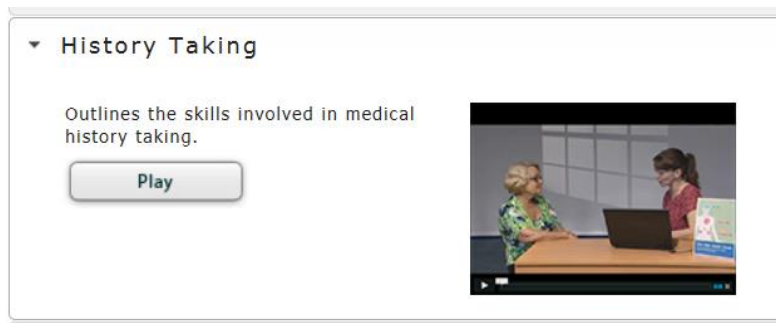 History Taking
Outlines the skills involved in medical
history taking.
Play